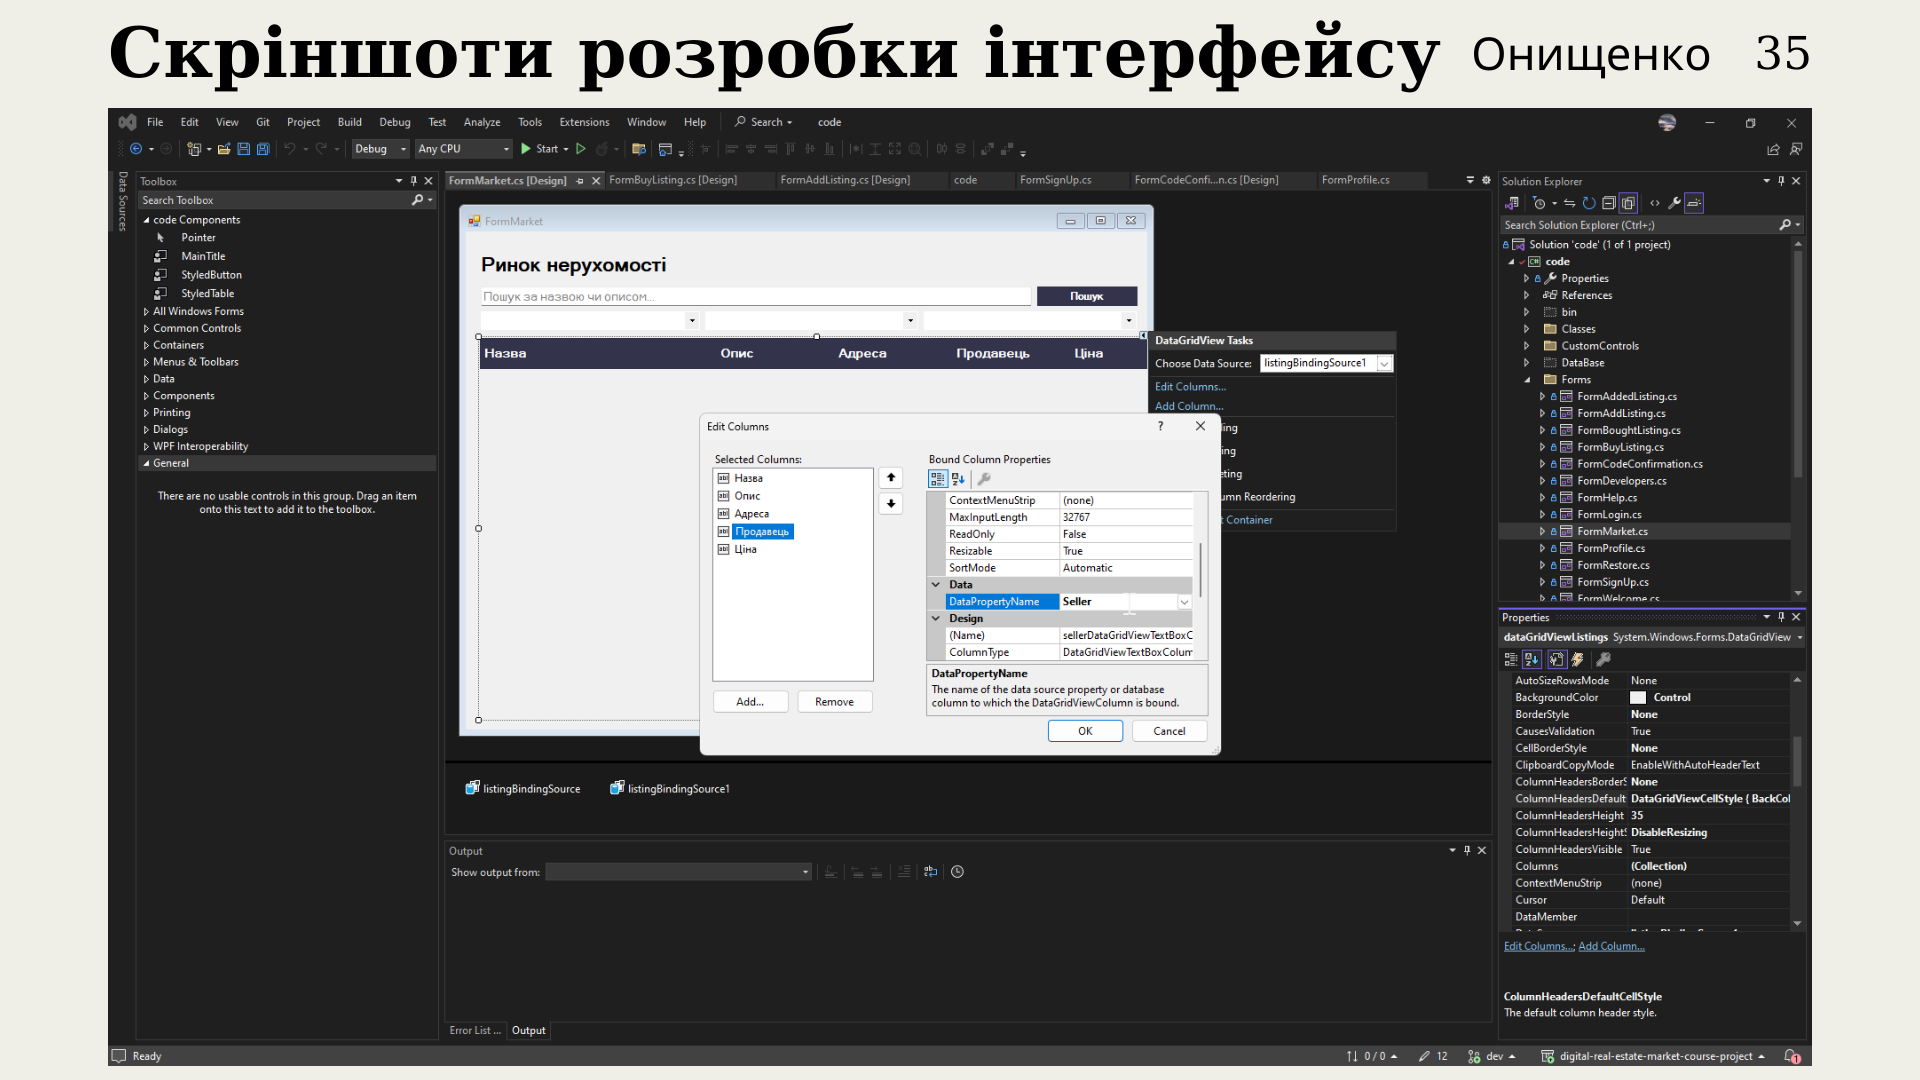 Скріншоти розробки інтерфейсу Онищенко 35
File Edit View Git Project Build Debug Test Analyze Tools Extensions Window Help Search code
Debug Any CPU Start
Data Sources
Toolbox
Search Toolbox
code Components
Pointer
MainTitle
StyledButton
StyledTable
All Windows Forms
Common Controls
Containers
Menus & Toolbars
Data
Components
Printing
Dialogs
WPF Interoperability
General
There are no usable controls in this group. Drag an item
onto this text to add it to the toolbox.
FormMarket.cs [Design] FormBuyListing.cs [Design] FormAddListing.cs [Design] code FormSignUp.cs FormCodeConfi...n.cs [Design] FormProfile.cs
FormMarket
Ринок нерухомості
Пошук за назвою чи описом...
Пошук
Назва Опис Адреса Продавець Ціна
DataGridView Tasks
Choose Data Source: listingBindingSource1
Edit Columns...
Add Column...
ing
ing
eting
umn Reordering
t Container
Edit Columns ?
Selected Columns:
Назва
Опис
Адреса
Продавець
Ціна
Add... Remove
Bound Column Properties
ContextMenuStrip (none)
MaxInputLength 32767
ReadOnly False
Resizable True
SortMode Automatic
Data
DataPropertyName Seller
Design
(Name) sellerDataGridViewTextBoxC
ColumnType DataGridViewTextBoxColum
DataPropertyName
The name of the data source property or database
column to which the DataGridViewColumn is bound.
OK Cancel
listingBindingSource listingBindingSource1
Output
Show output from:
Error List ... Output
Solution Explorer
Search Solution Explorer (Ctrl+;)
Solution 'code' (1 of 1 project)
code
Properties
References
bin
Classes
CustomControls
DataBase
Forms
FormAddedListing.cs
FormAddListing.cs
FormBoughtListing.cs
FormBuyListing.cs
FormCodeConfirmation.cs
FormDevelopers.cs
FormHelp.cs
FormLogin.cs
FormMarket.cs
FormProfile.cs
FormRestore.cs
FormSignUp.cs
FormWelcome.cs
Properties
dataGridViewListings System.Windows.Forms.DataGridView
AutoSizeRowsMode None
BackgroundColor Control
BorderStyle None
CausesValidation True
CellBorderStyle None
ClipboardCopyMode EnableWithAutoHeaderText
ColumnHeadersBorderS None
ColumnHeadersDefault DataGridViewCellStyle { BackCol
ColumnHeadersHeight 35
ColumnHeadersHeightS DisableResizing
ColumnHeadersVisible True
Columns (Collection)
ContextMenuStrip (none)
Cursor Default
DataMember
Edit Columns...; Add Column...
ColumnHeadersDefaultCellStyle
The default column header style.
Ready 0 / 0 12 dev digital-real-estate-market-course-project 1